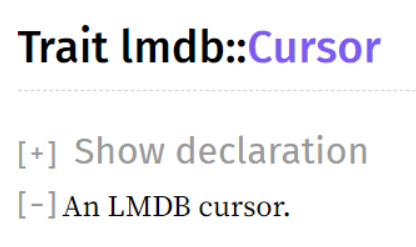 Trait lmdb::Cursor
[+] Show declaration
[−] An LMDB cursor.